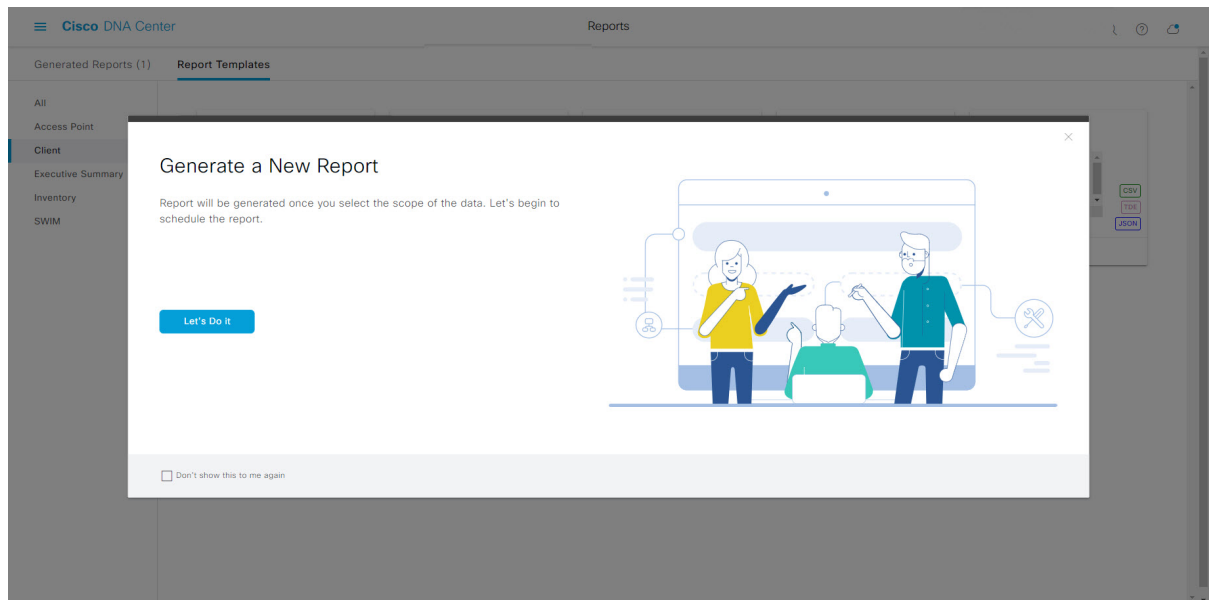 Cisco DNA Center
Reports
Generated Reports (1)
Report Templates
All
Access Point
Client
Executive Summary
Inventory
SWIM
Generate a New Report
Report will be generated once you select the scope of the data. Let's begin to
schedule the report.
Let's Do it
Don't show this to me again
CSV
TDE
JSON